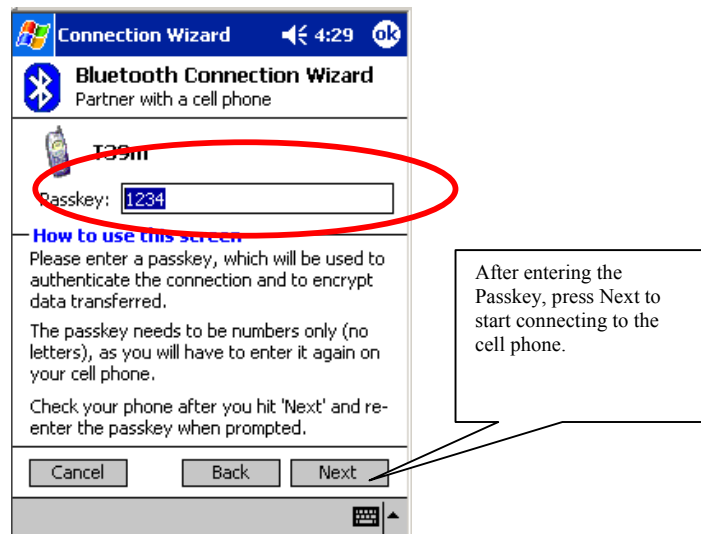 Connection Wizard 4:29 ok
Bluetooth Connection Wizard
Partner with a cell phone
T39m
Passkey: 1234
How to use this screen
Please enter a passkey, which will be used to
authenticate the connection and to encrypt
data transferred.
The passkey needs to be numbers only (no
letters), as you will have to enter it again on
your cell phone.
Check your phone after you hit 'Next' and re-
enter the passkey when prompted.
Cancel Back Next
After entering the
Passkey, press Next to
start connecting to the
cell phone.